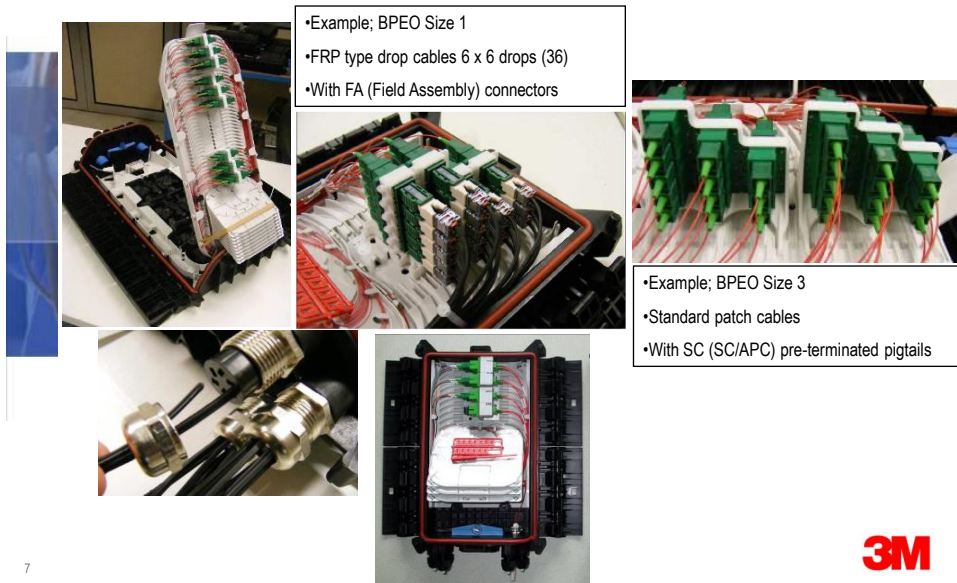 •Example; BPEO Size 1
•FRP type drop cables 6 x 6 drops (36)
•With FA (Field Assembly) connectors
•Example; BPEO Size 3
•Standard patch cables
•With SC (SC/APC) pre-terminated pigtails
7
3M